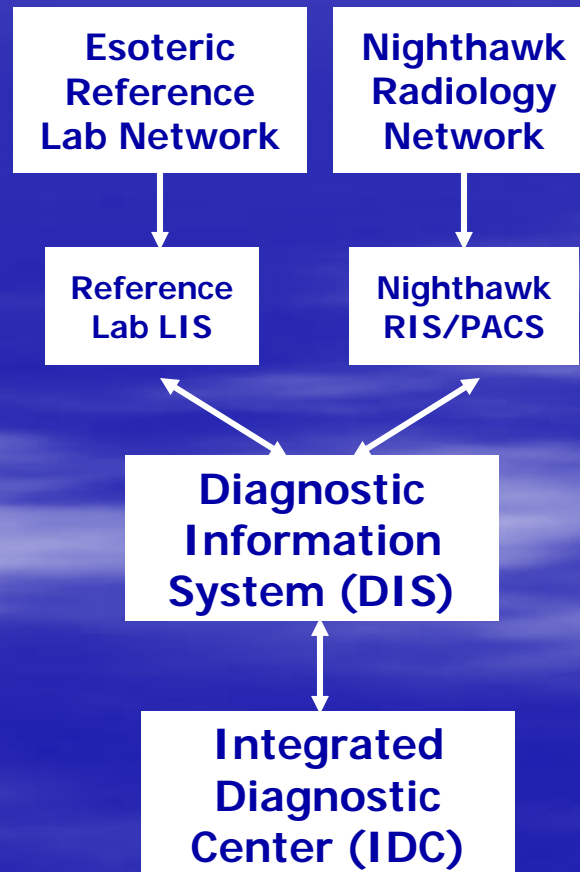 Esoteric
Reference
Lab Network
Nighthawk
Radiology
Network
Reference
Lab LIS
Nighthawk
RIS/PACS
Diagnostic
Information
System (DIS)
Integrated
Diagnostic
Center (IDC)